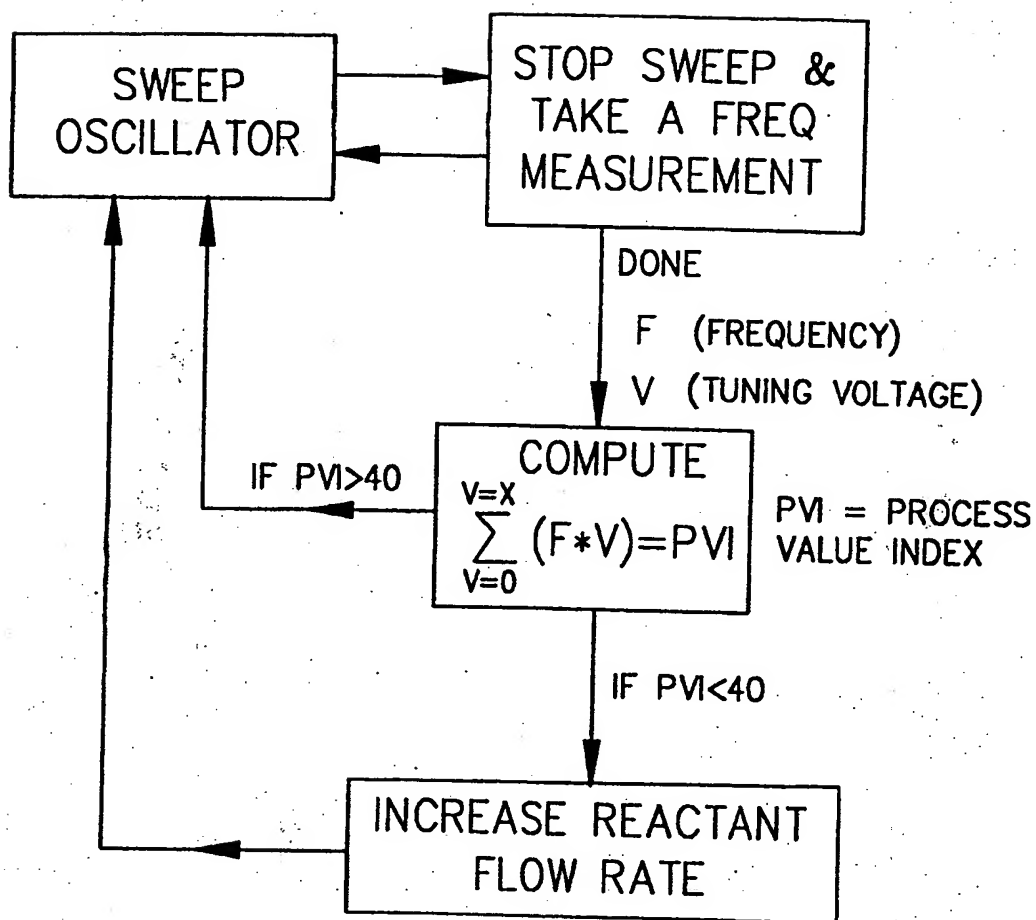 SWEEP
OSCILLATOR
STOP SWEEP &
TAKE A FREQ
MEASUREMENT
DONE
F (FREQUENCY)
V (TUNING VOLTAGE)
IF PVI>40
COMPUTE
V=X
∑ (F*V)=PVI
V=0
PVI = PROCESS
VALUE INDEX
IF PVI<40
INCREASE REACTANT
FLOW RATE